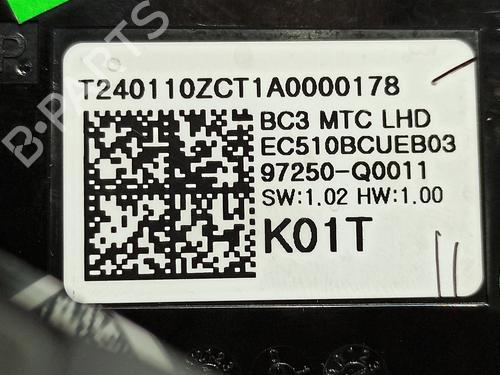 B-PARTS
T240110ZCT1A0000178
BC3 MTC LHD
EC510BCUEB03
97250-Q0011
SW:1.02 HW:1.00
K01T